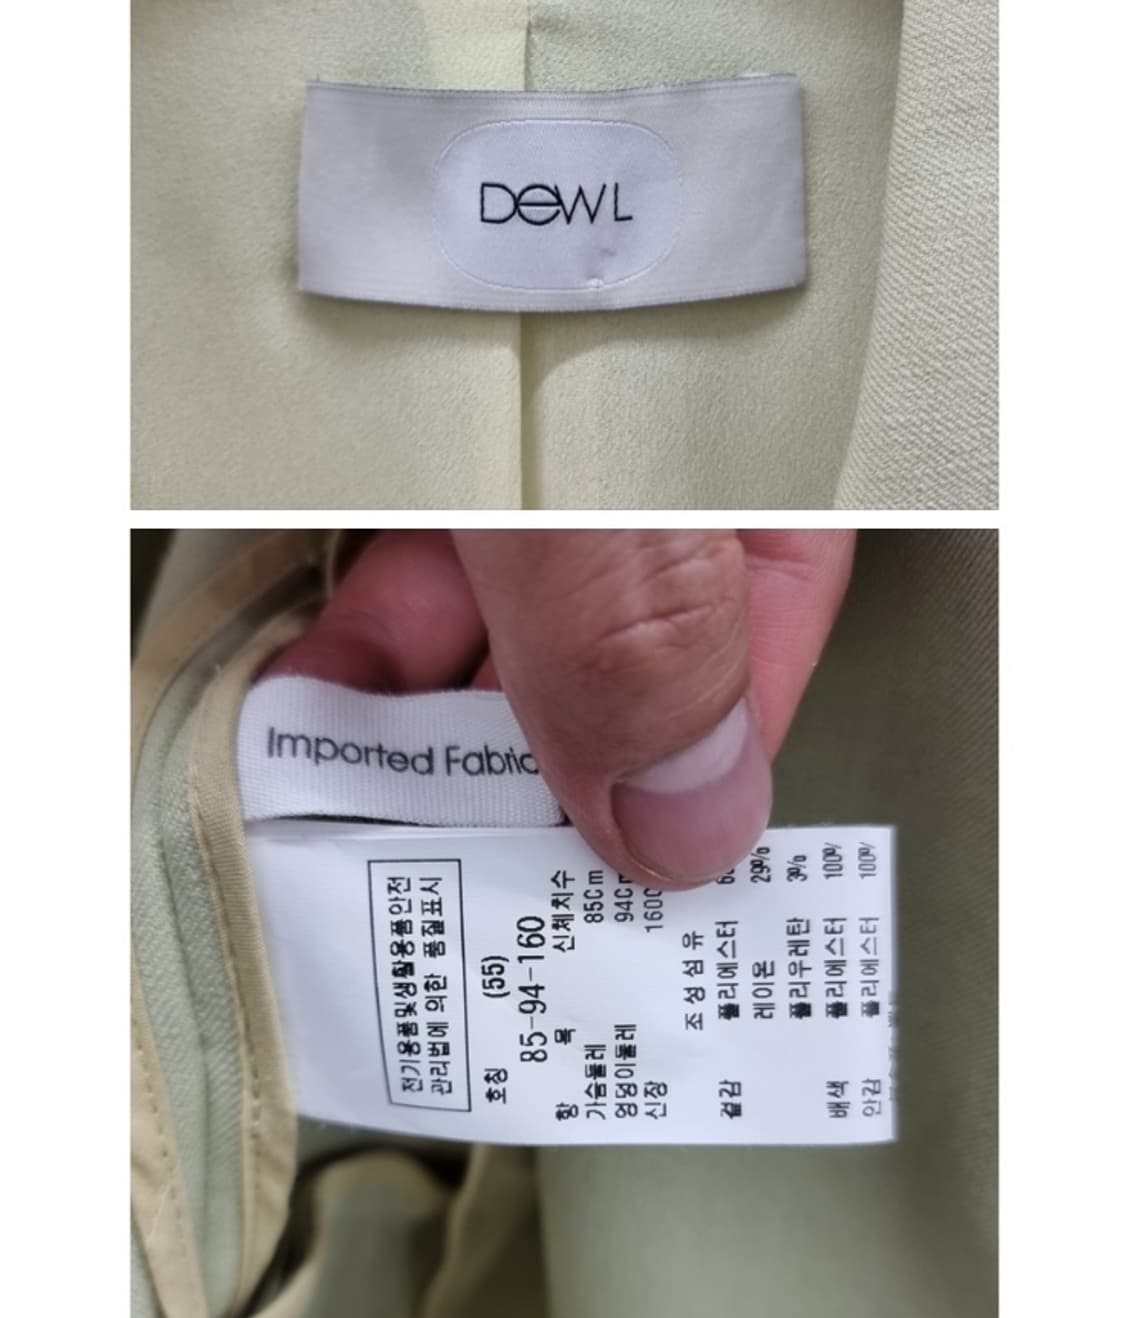 DEWL
Imported Fabric
전기용품및생활용품안전
관리법에 의한 품질표시
호칭 (55)
85-94-160
항 목 신체치수
가슴둘레 85Cm
엉덩이둘레 94C
신장 160C
조성섬유
겉감 폴리에스터
레이온 29%
폴리우레탄 3%
배색 폴리에스터 100%
안감 폴리에스터 100%